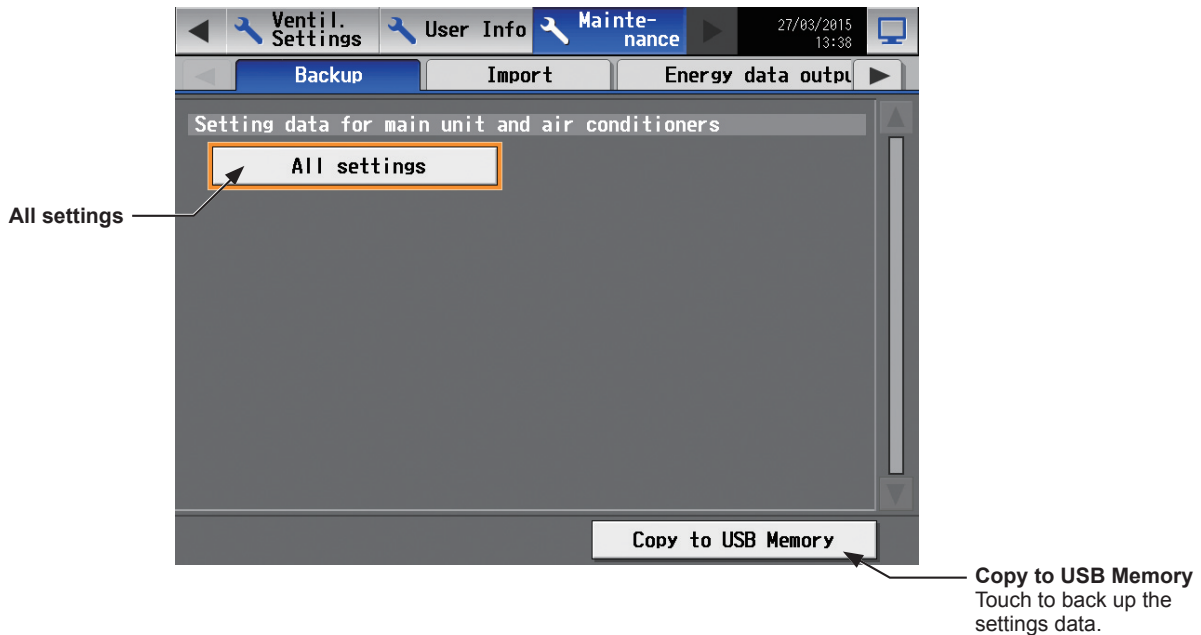 Ventil.
Settings
User Info
Mainte-
nance
27/03/2015
13:38
Backup
Import
Energy data outpu
Setting data for main unit and air conditioners
All settings
All settings
Copy to USB Memory
Copy to USB Memory
Touch to back up the
settings data.